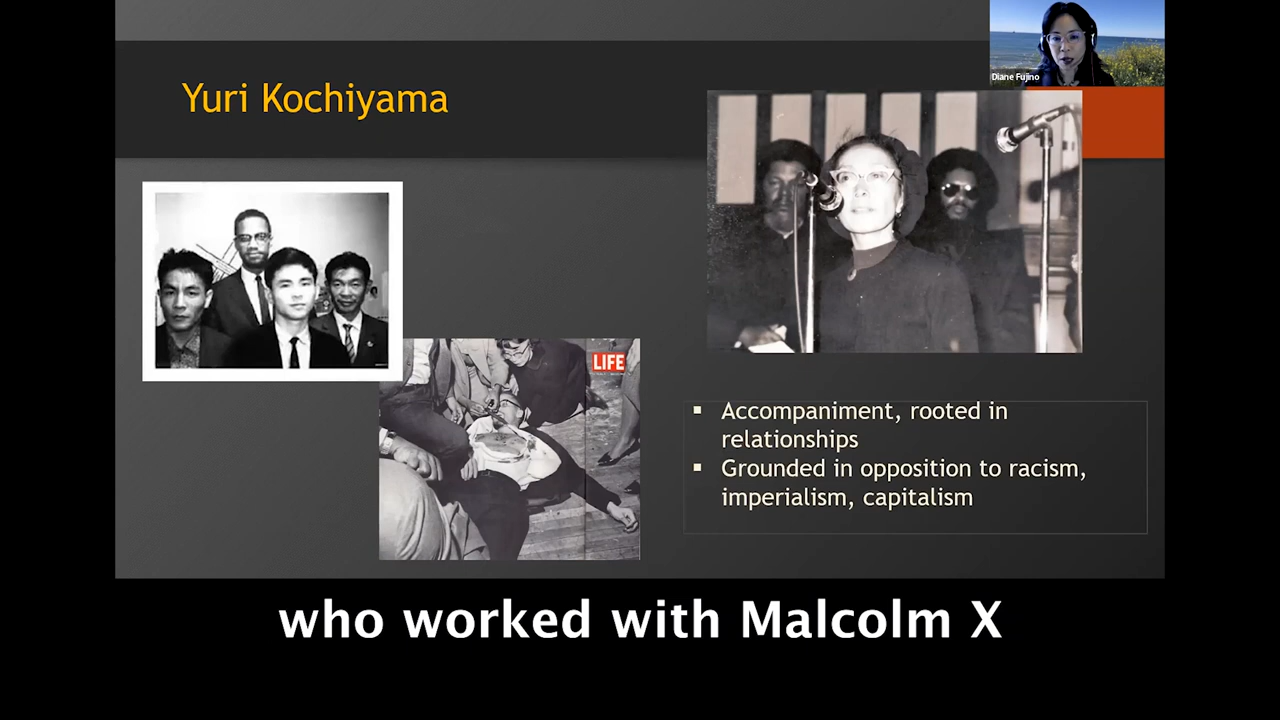 Diane Fujino
Yuri Kochiyama
LIFE
▪ Accompaniment, rooted in
relationships
▪ Grounded in opposition to racism,
imperialism, capitalism
who worked with Malcolm X